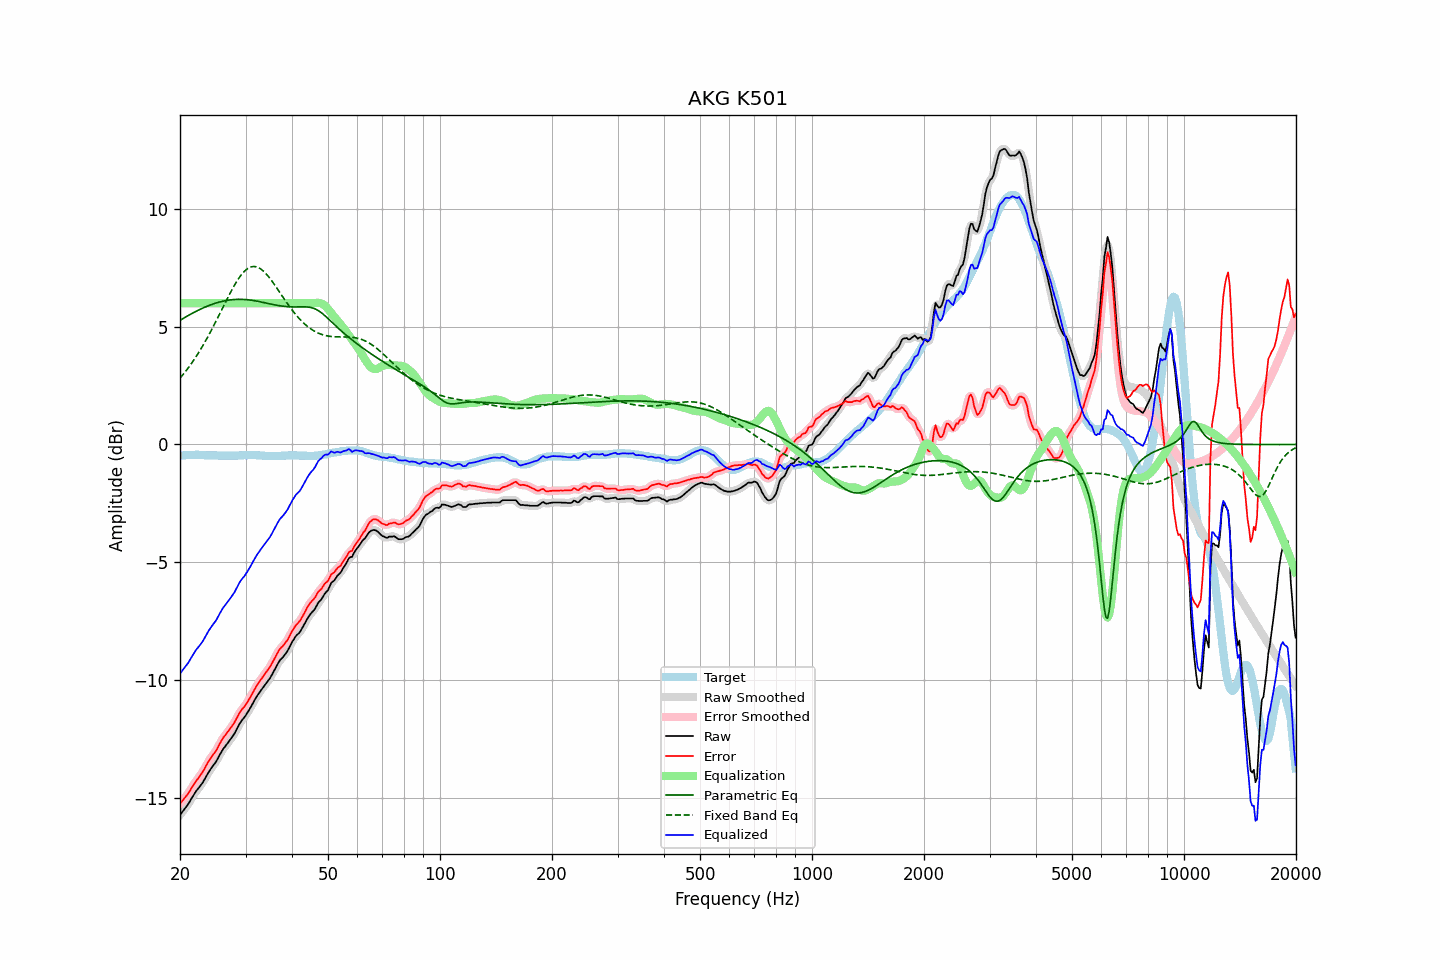 AKG K501
Amplitude (dBr)
10
5
0
−5
−10
−15
20
50
100
200
500
1000
2000
5000
10000
20000
Frequency (Hz)
Target
Raw Smoothed
Error Smoothed
Raw
Error
Equalization
Parametric Eq
Fixed Band Eq
Equalized